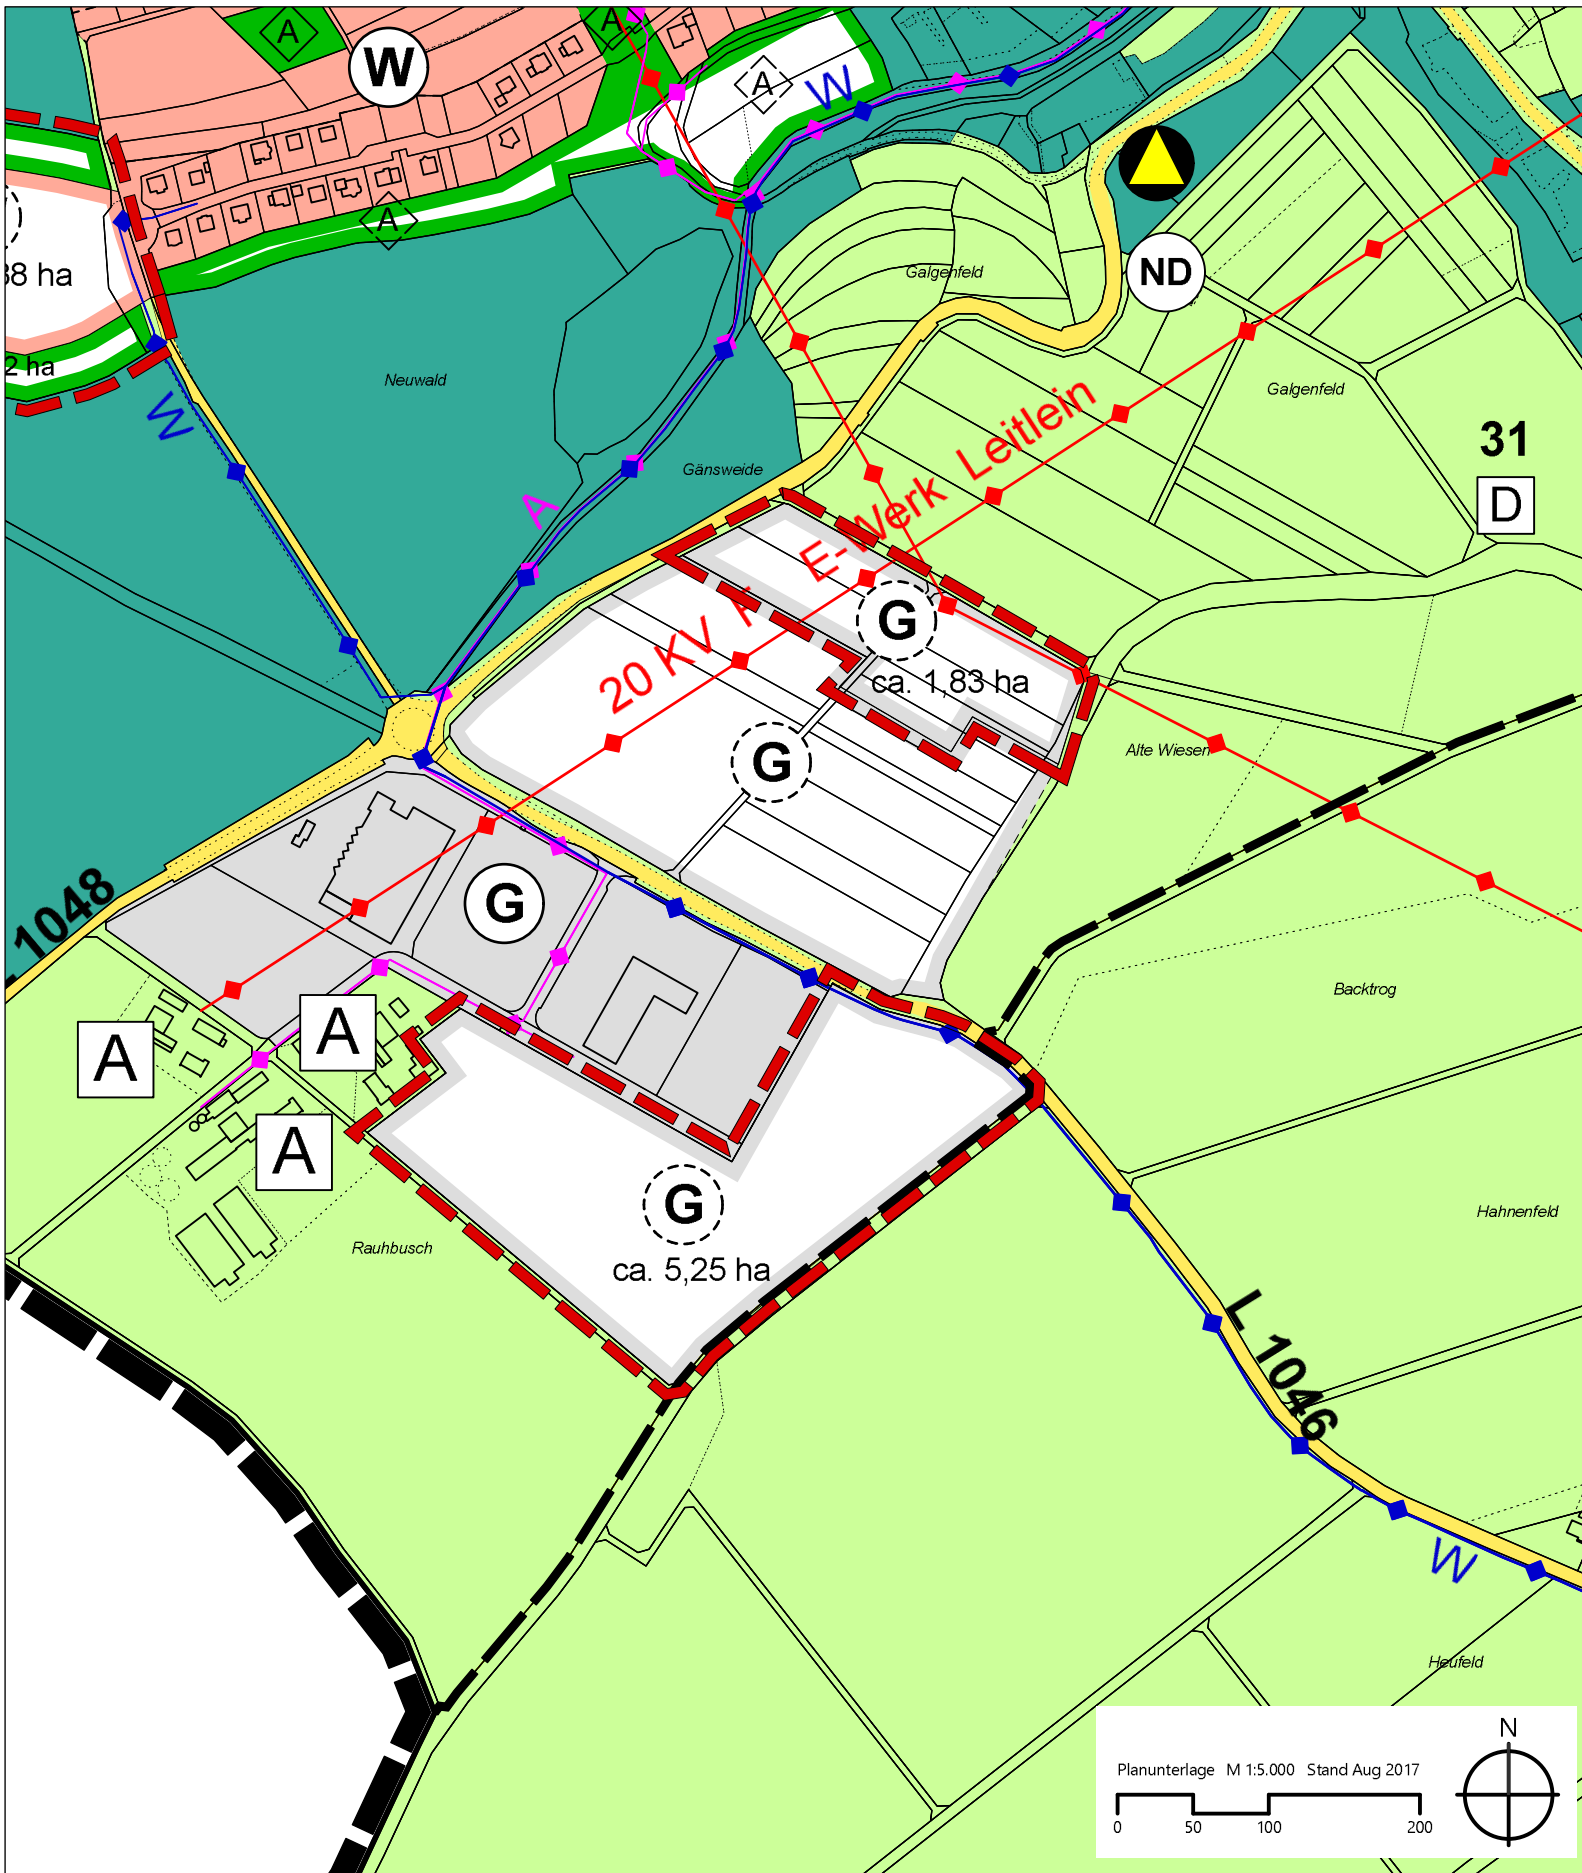 A
A
W
A
W
38 ha
A
ND
Galgenfeld
2 ha
Neuwald
Galgenfeld
W
31
Gänsweide
D
A
20 KV F E-Werk Leitlein
G
ca. 1,83 ha
Alte Wiesen
G
G
L 1048
Backtrog
A
A
A
G
Hahnenfeld
Rauhbusch
ca. 5,25 ha
L 1046
W
Heufeld
N
Planunterlage M 1:5.000 Stand Aug 2017
0 50 100 200